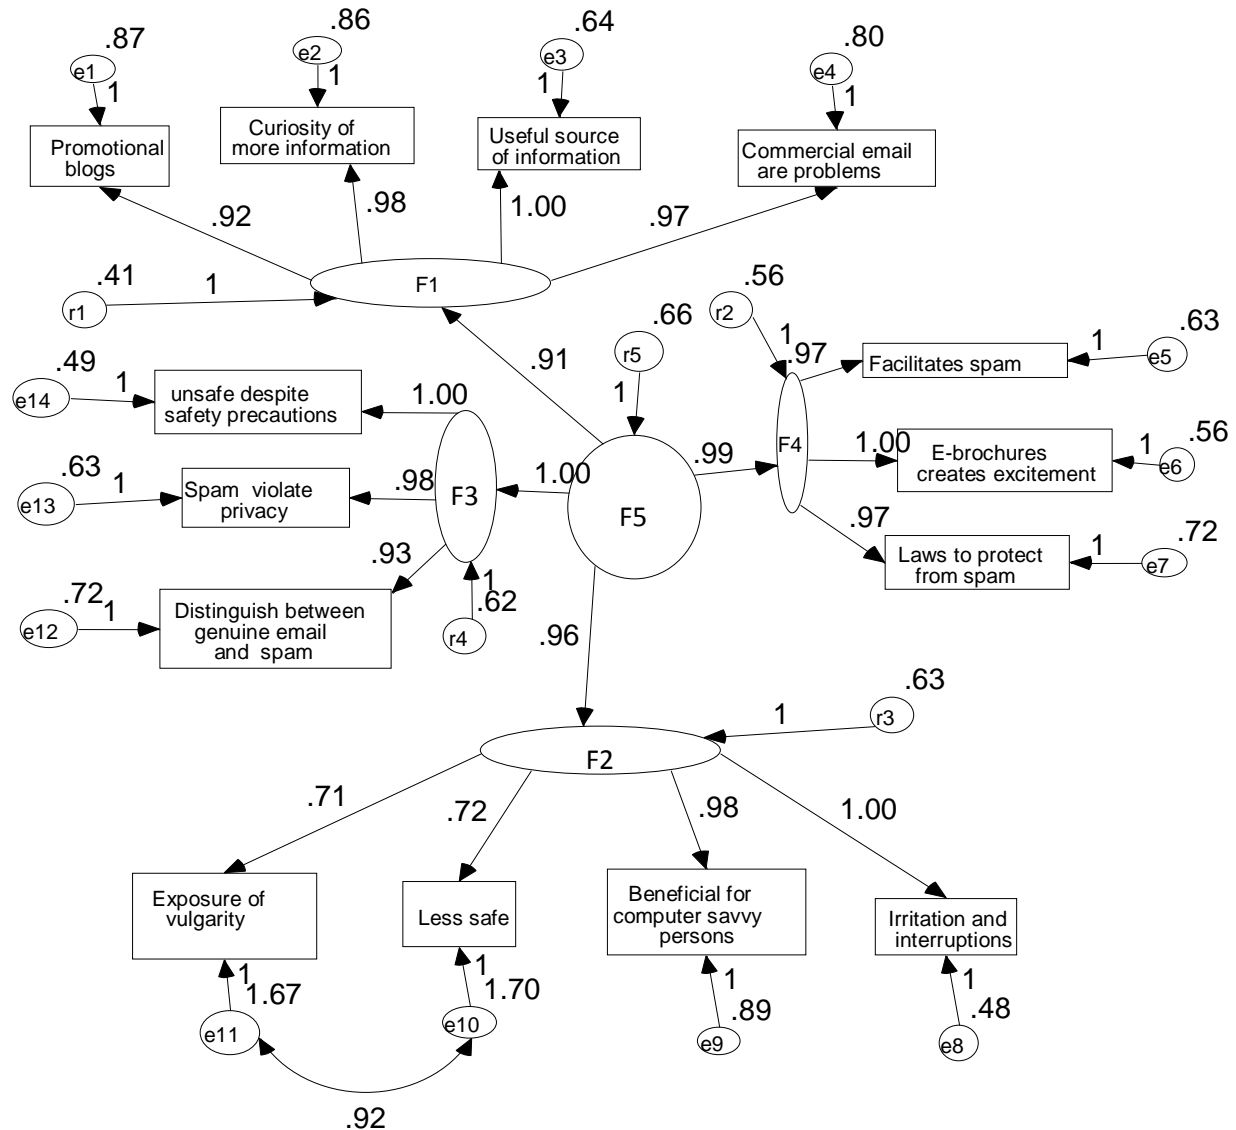 .87
.86
.64
.80
e1
e2
e3
e4
1
1
1
1
Promotional
blogs
Curiosity of
more information
Useful source
of information
Commercial email
are problems
.92
.98
1.00
.97
.41
r1
1
F1
.56
r2
1
.97
.66
r5
1
.91
.63
e5
1
Facilitates spam
.49
e14
1
unsafe despite
safety precautions
1.00
F4
.99
1.00
E-brochures
creates excitement
1
.56
e6
.63
e13
1
Spam violate
privacy
.98
F3
1.00
F5
.97
Laws to protect
from spam
1
.72
e7
.72
e12
1
Distinguish between
genuine email
and spam
.93
1
.62
r4
.96
.63
r3
1
F2
.71
.72
.98
1.00
Exposure of
vulgarity
Less safe
Beneficial for
computer savvy
persons
Irritation and
interruptions
1
1.67
e11
1
1.70
e10
1
.89
e9
1
.48
e8
.92